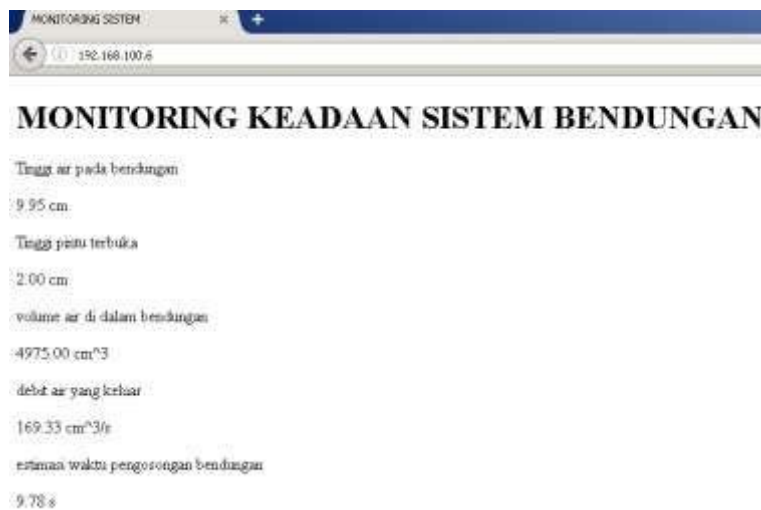 MONITORING SISTEM
192.168.100.6
MONITORING KEADAAN SISTEM BENDUNGAN
Tinggi air pada bendungan
9.95 cm
Tinggi pintu terbuka
2.00 cm
volume air di dalam bendungan
4975.00 cm^3
debit air yang keluar
169.33 cm^3/s
estimasi waktu pengosongan bendungan
9.78 s